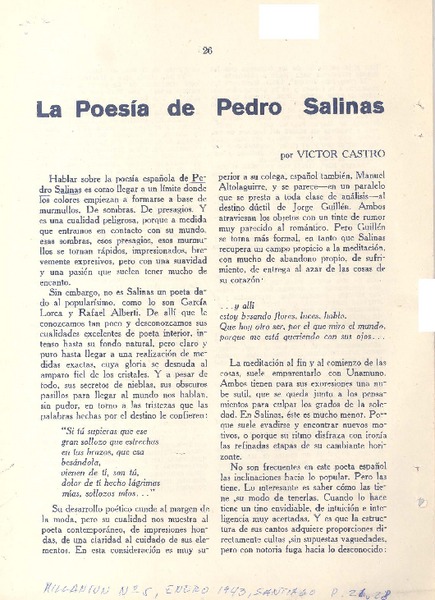 26
La Poesía de Pedro Salinas
por VICTOR CASTRO
Hablar sobre la poesía española de Pe-
dro Salinas es como llegar a un límite donde
los colores empiezan a formarse a base de
murmullos. De sombras. De presagios. Y
es una cualidad peligrosa, porque a medida
que entramos en contacto con su mundo,
esas sombras, esos presagios, esos murmu-
llos se tornan rápidos, impresionados, bre-
vemente expresivos, pero con una suavidad
y una pasión que suelen tener mucho de
encanto.
Sin embargo, no es Salinas un poeta da-
do al popularísimo, como lo son García
Lorca y Rafael Alberti. De allí que le
conozcamos tan poco y desconozcamos sus
cualidades excelentes de poeta interior, in-
tenso hasta su fondo natural, pero claro y
puro hasta llegar a una realización de me-
didas exactas, cuya gloria se desnuda al
amparo fiel de los cristales. Y a pesar de
todo, sus secretos de nieblas, sus obscuros
pasillos para llegar al mundo nos hablan,
sin pudor, en torno a las tristezas que las
palabras hechas por el destino le confieren:
"Si tú supieras que ese
gran sollozo que estrechas
en tus brazos, que esa
besándola,
vienen de ti, son tú,
dolor de ti hecho lágrimas
mías, sollozos míos. . ."
Su desarrollo poético cunde al margen de
la moda, pero su cualidad nos muestra al
poeta contemporáneo, de impresiones hon-
das, de una claridad al cuidado de sus ele-
mentos. En esta consideración es muy su-
perior a su colega, español también, Manuel
Altolaguirre, y se parece—en un paralelo
que se presta a toda clase de análisis—al
destino dúctil de Jorge Guillén. Ambos
atraviesan los objetos con un tinte de rumor
muy parecido al romántico. Pero Guillén
se torna más formal, en tanto que Salinas
recupera un campo propicio a la meditación,
con mucho de abandono propio, de sufri-
miento, de entrega al azar de las cosas de
su corazón:
. . .y allí
estoy besando flores, luces, hablo.
Que hoy otro ser, por el que miro el mundo,
porque me está queriendo con sus ojos. . .
La meditación al fin y al comienzo de las
cosas, suele emparentarlo con Unamuno.
Ambos tienen para sus expresiones una nu-
be sutil, que se queda junto a los pensa-
mientos para culpar los grados de la sole-
dad. En Salinas, éste es mucho menor. Por-
que suele evadirse y encontrar nuevos mot-
tivos, o porque su ritmo disfraza con ironía
las refinadas etapas de su cambiante hori-
zonte.
No son frecuentes en este poeta español
las inclinaciones hacia lo popular. Pero las
tiene. Lo interesante es saber cómo las tie-
ne ,su modo de tenerlas. Cuando lo hace
tiene un tino envidiable, de intuición e inte-
ligencia muy acertadas. Y es que la estruc-
tura de sus cantos adquiere proporciones di-
rectamente cultas ,sin supuestas vaguedades,
pero con notoria fuga hacia lo desconocido:
MILLANTUN Nº 5, ENERO 1943, SANTIAGO P. 26-28